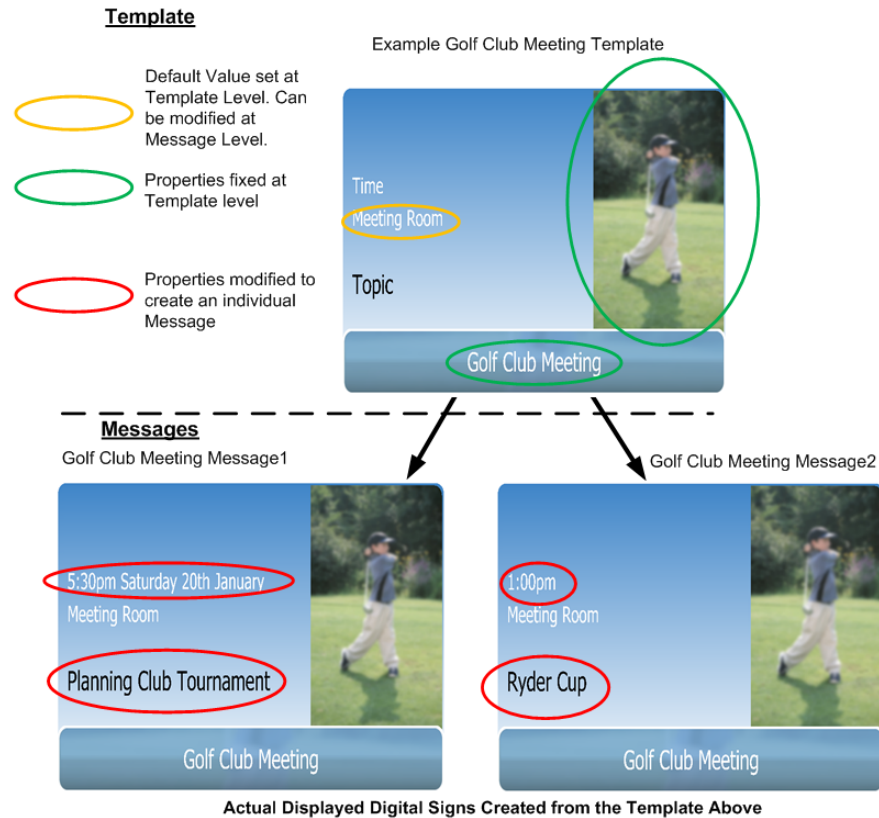 Template
Example Golf Club Meeting Template
Default Value set at
Template Level. Can
be modified at
Message Level.
Properties fixed at
Template level
Properties modified to
create an individual
Message
Time
Meeting Room
Topic
Golf Club Meeting
Messages
Golf Club Meeting Message1
5:30pm Saturday 20th January
Meeting Room
Planning Club Tournament
Golf Club Meeting
Golf Club Meeting Message2
1:00pm
Meeting Room
Ryder Cup
Golf Club Meeting
Actual Displayed Digital Signs Created from the Template Above